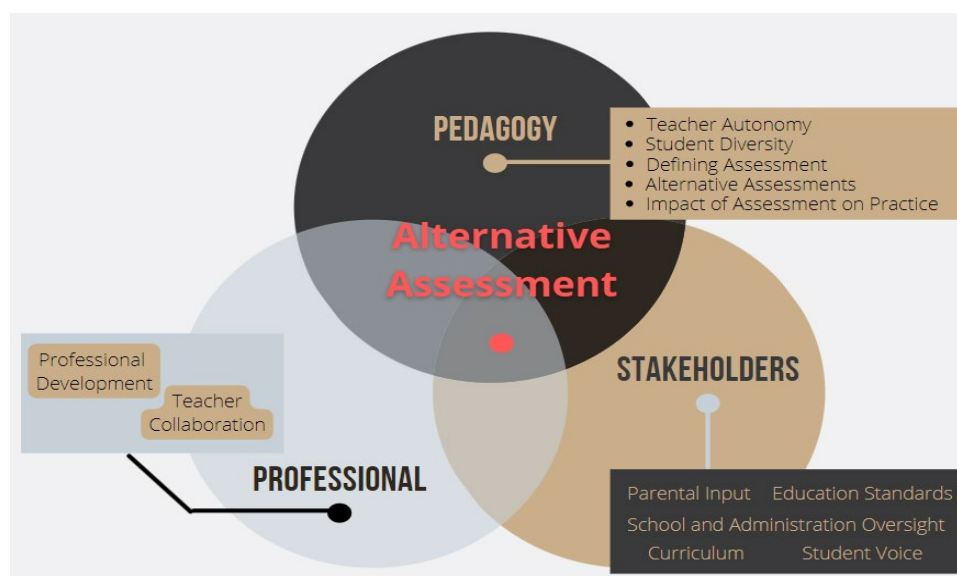 PEDAGOGY
• Teacher Autonomy
• Student Diversity
• Defining Assessment
• Alternative Assessments
• Impact of Assessment on Practice
Alternative
Assessment
STAKEHOLDERS
Professional
Development
Teacher
Collaboration
PROFESSIONAL
Parental Input Education Standards
School and Administration Oversight
Curriculum Student Voice